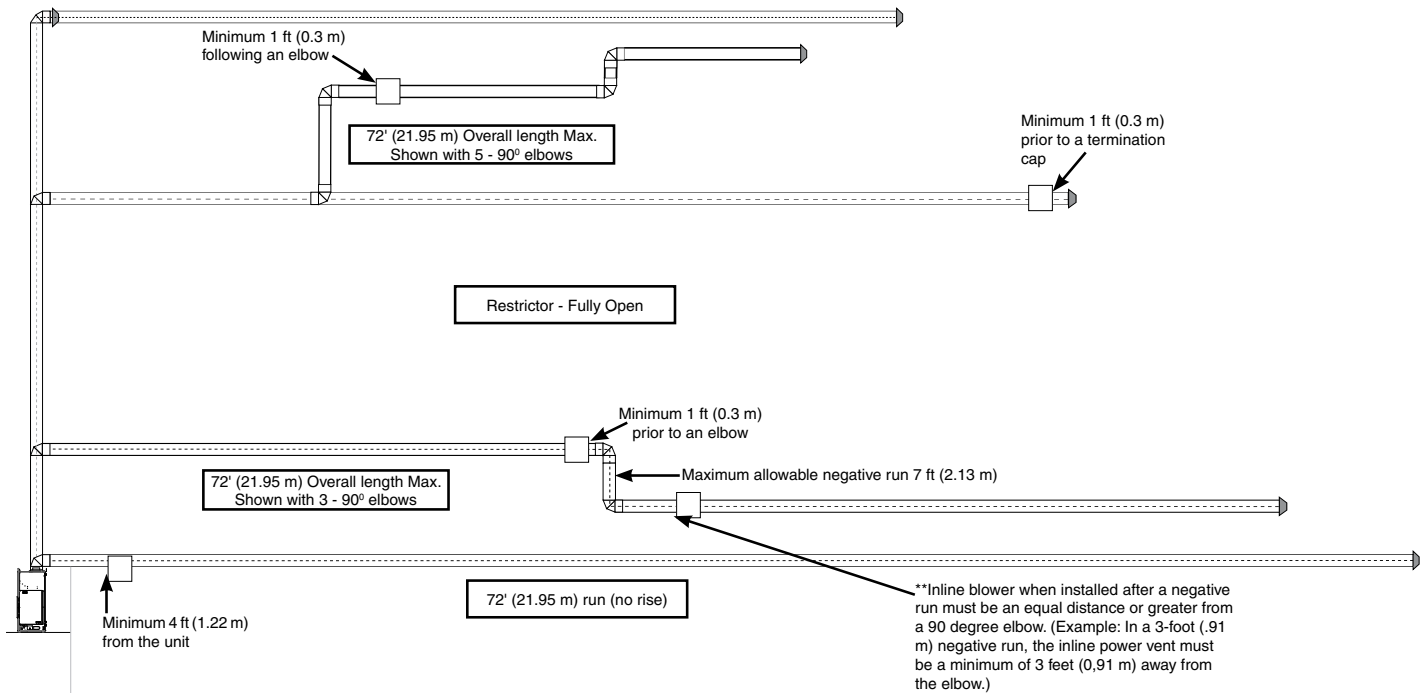 Minimum 1 ft (0.3 m)
following an elbow
72' (21.95 m) Overall length Max.
Shown with 5 - 90⁰ elbows
Minimum 1 ft (0.3 m)
prior to a termination
cap
Restrictor - Fully Open
Minimum 1 ft (0.3 m)
prior to an elbow
Maximum allowable negative run 7 ft (2.13 m)
72' (21.95 m) Overall length Max.
Shown with 3 - 90⁰ elbows
72' (21.95 m) run (no rise)
Minimum 4 ft (1.22 m)
from the unit
**Inline blower when installed after a negative
run must be an equal distance or greater from
a 90 degree elbow. (Example: In a 3-foot (.91
m) negative run, the inline power vent must
be a minimum of 3 feet (0,91 m) away from
the elbow.)